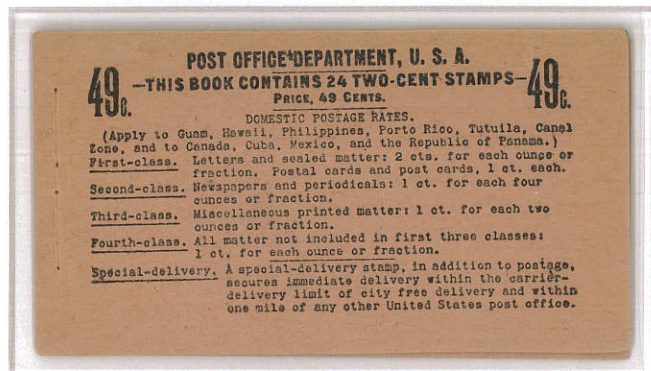 POST OFFICE DEPARTMENT, U. S. A.
49c. —THIS BOOK CONTAINS 24 TWO-CENT STAMPS— 49c.
PRICE, 49 CENTS.
DOMESTIC POSTAGE RATES.
(Apply to Guam, Hawaii, Philippines, Porto Rico, Tutuila, Canal
Zone, and to Canada, Cuba, Mexico, and the Republic of Panama.)
First-class. Letters and sealed matter: 2 cts. for each ounce or
fraction. Postal cards and post cards, 1 ct. each.
Second-class. Newspapers and periodicals: 1 ct. for each four
ounces or fraction.
Third-class. Miscellaneous printed matter: 1 ct. for each two
ounces or fraction.
Fourth-class. All matter not included in first three classes:
1 ct. for each ounce or fraction.
Special-delivery. A special-delivery stamp, in addition to postage,
secures immediate delivery within the carrier-
delivery limit of city free delivery and within
one mile of any other United States post office.